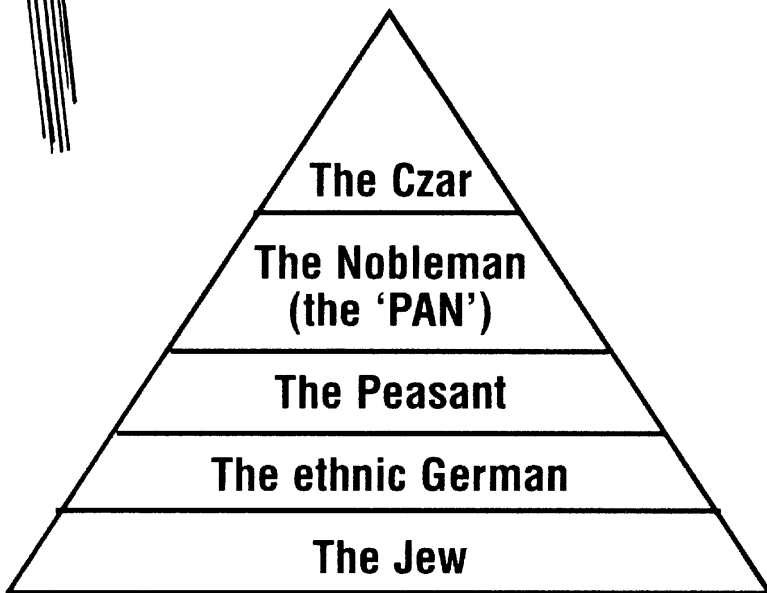 The Czar
The Nobleman
(the ‘PAN’)
The Peasant
The ethnic German
The Jew